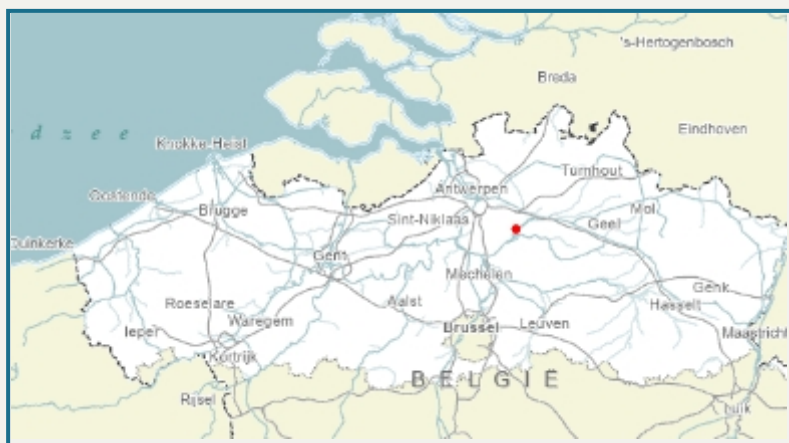 's-Hertogenbosch
Breda
d z e e
Eindhoven
Knokke-Heist
Turnhout
Antwerpen
Oostende
Mol
Brugge
Sint-Niklaas
Geel
Duinkerke
Gent
Mechelen
Genk
Roeselare
Aalst
Hasselt
Waregem
Brussel
Leuven
Ieper
Maastricht
Kortrijk
BELGIË
Rijsel
Luik